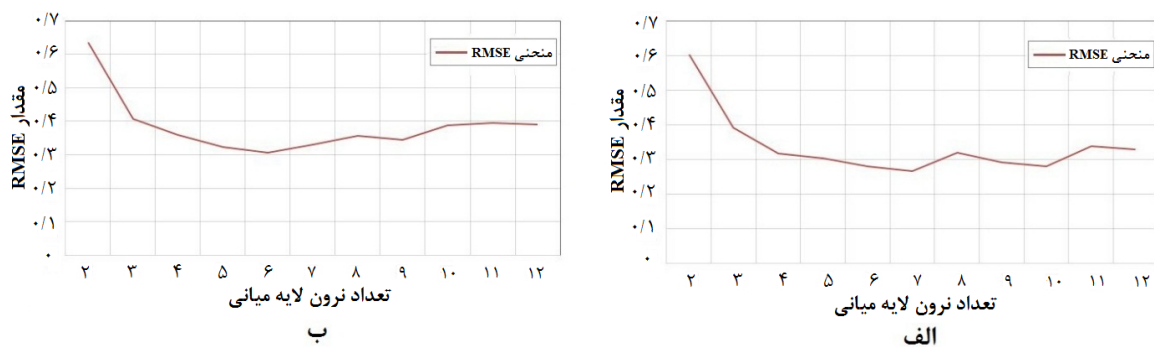 ۰/۷
۰/۶
۰/۵
۰/۴
۰/۳
۰/۲
۰/۱
۰
مقدار RMSE
منحنی RMSE
۲ ۳ ۴ ۵ ۶ ۷ ۸ ۹ ۱۰ ۱۱ ۱۲
تعداد نرون لایه میانی
الف
۰/۷
۰/۶
۰/۵
۰/۴
۰/۳
۰/۲
۰/۱
۰
مقدار RMSE
منحنی RMSE
۲ ۳ ۴ ۵ ۶ ۷ ۸ ۹ ۱۰ ۱۱ ۱۲
تعداد نرون لایه میانی
ب